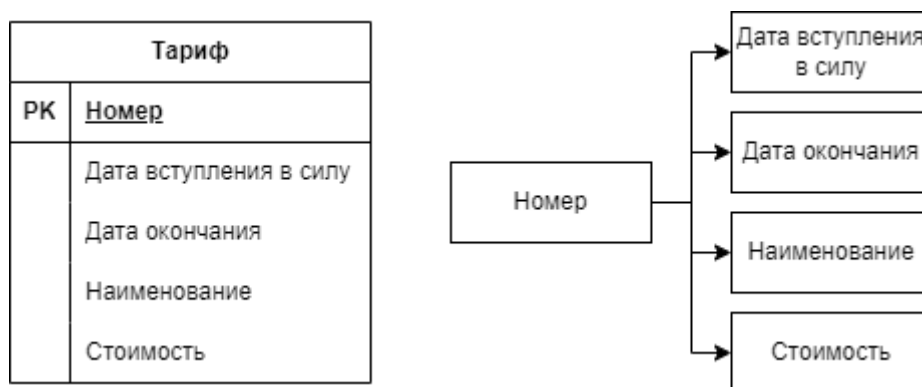 Тариф
PK Номер
Дата вступления в силу
Дата окончания
Наименование
Стоимость
Номер
Дата вступления
в силу
Дата окончания
Наименование
Стоимость